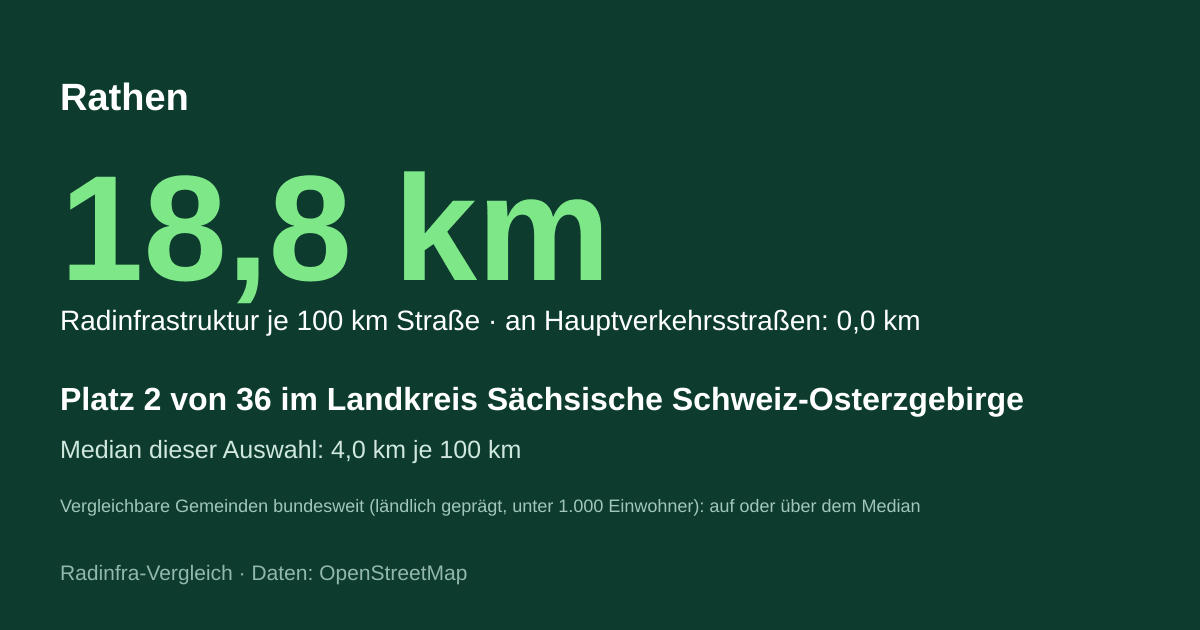 Rathen
18,8 km
Radinfrastruktur je 100 km Straße · an Hauptverkehrsstraßen: 0,0 km
Platz 2 von 36 im Landkreis Sächsische Schweiz-Osterzgebirge
Median dieser Auswahl: 4,0 km je 100 km
Vergleichbare Gemeinden bundesweit (ländlich geprägt, unter 1.000 Einwohner): auf oder über dem Median
Radinfra-Vergleich · Daten: OpenStreetMap